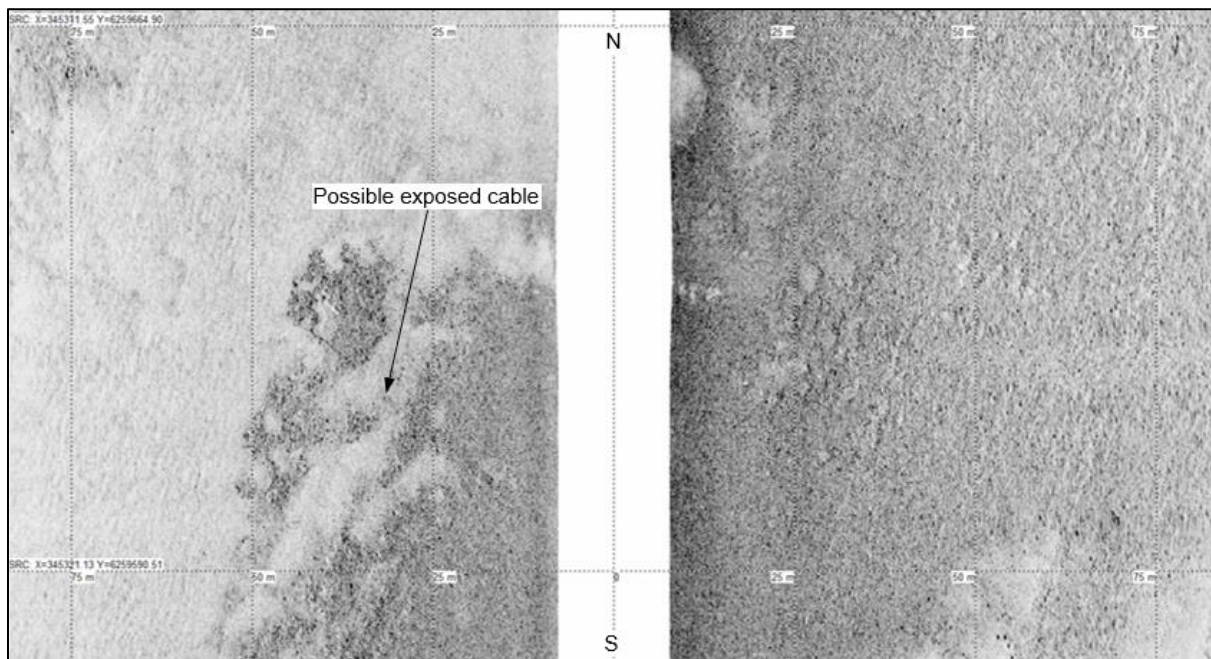 SRC: X=345311.55 Y=6259664.90
75 m 50 m 25 m N 25 m 50 m 75 m
Possible exposed cable
SRC: X=345321.13 Y=6259590.51
75 m 50 m 25 m 0 25 m 50 m 75 m
S